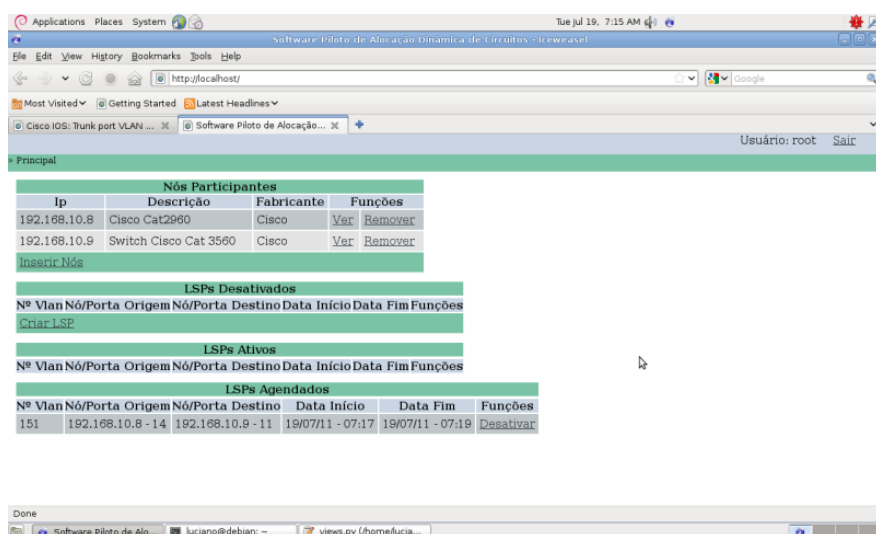 Applications Places System Tue Jul 19, 7:15 AM
Software Piloto de Alocação Dinâmica de Circuitos - Iceweasel
File Edit View History Bookmarks Tools Help
http://localhost/ Google
Most Visited Getting Started Latest Headlines
Cisco IOS: Trunk port VLAN ... Software Piloto de Alocação...
Usuário: root Sair
» Principal
Nós Participantes
Ip Descrição Fabricante Funções
192.168.10.8 Cisco Cat2960 Cisco Ver Remover
192.168.10.9 Switch Cisco Cat 3560 Cisco Ver Remover
Inserir Nós
LSPs Desativados
Nº Vlan Nó/Porta Origem Nó/Porta Destino Data Início Data Fim Funções
Criar LSP
LSPs Ativos
Nº Vlan Nó/Porta Origem Nó/Porta Destino Data Início Data Fim Funções
LSPs Agendados
Nº Vlan Nó/Porta Origem Nó/Porta Destino Data Início Data Fim Funções
151 192.168.10.8 - 14 192.168.10.9 - 11 19/07/11 - 07:17 19/07/11 - 07:19 Desativar
Done
Software Piloto de Alo... luciano@debian: ~ views.py (/home/lucia...